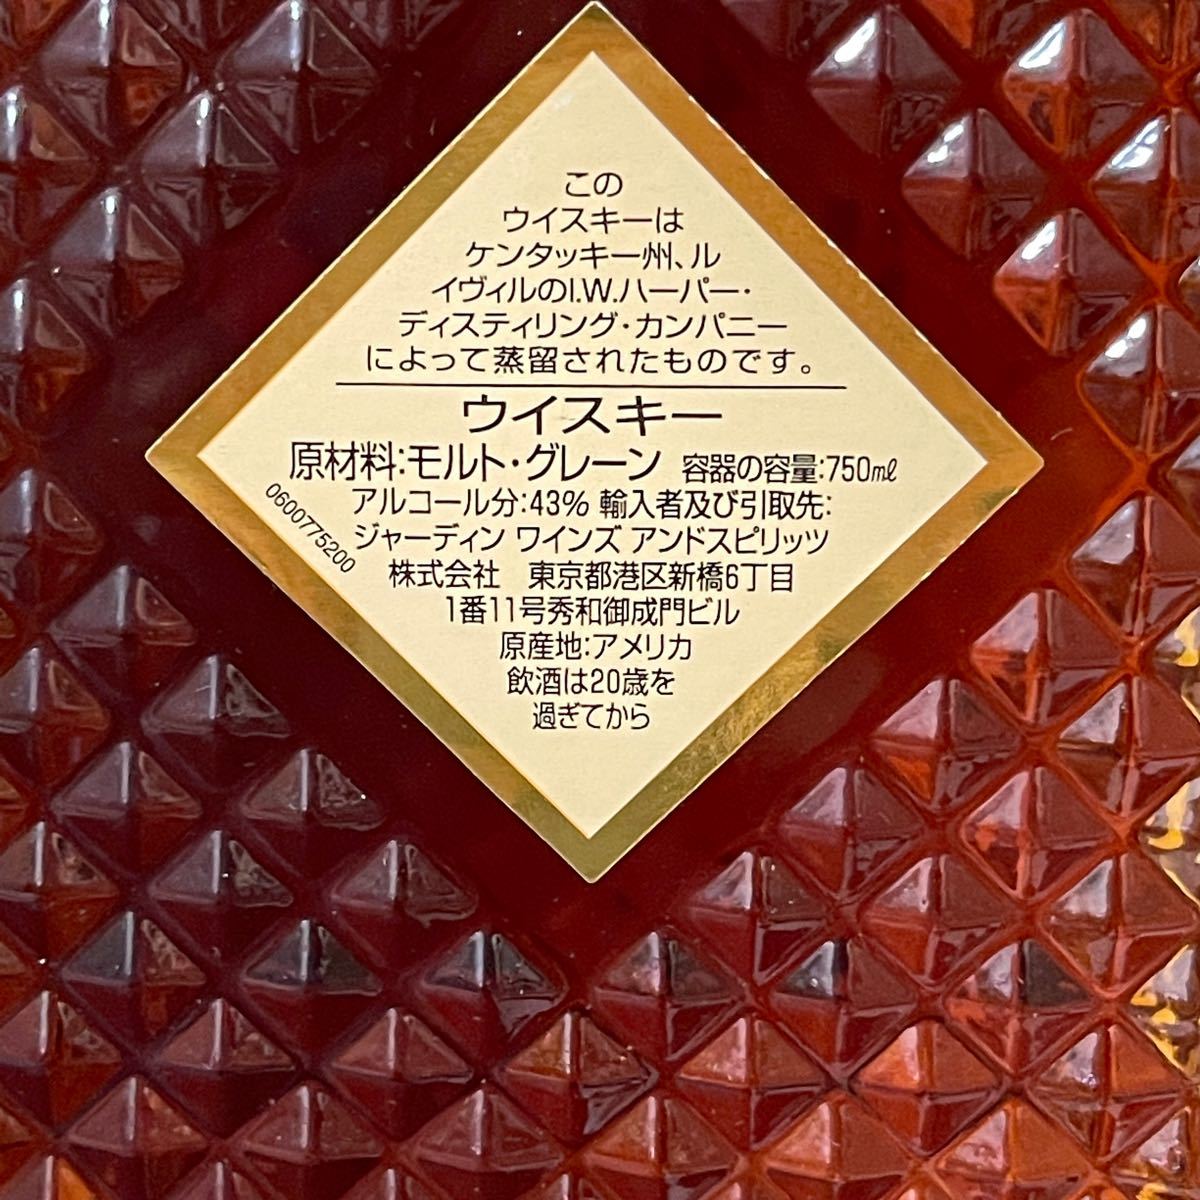 この
ウイスキーは
ケンタッキー州、ル
イヴィルのI.W.ハーパー・
ディスティリング・カンパニー
によって蒸留されたものです。
ウイスキー
原材料:モルト・グレーン 容器の容量:750ml
アルコール分:43% 輸入者及び引取先:
ジャーディン ワインズ アンドスピリッツ
株式会社 東京都港区新橋6丁目
1番11号秀和御成門ビル
原産地:アメリカ
飲酒は20歳を
過ぎてから
0600775200